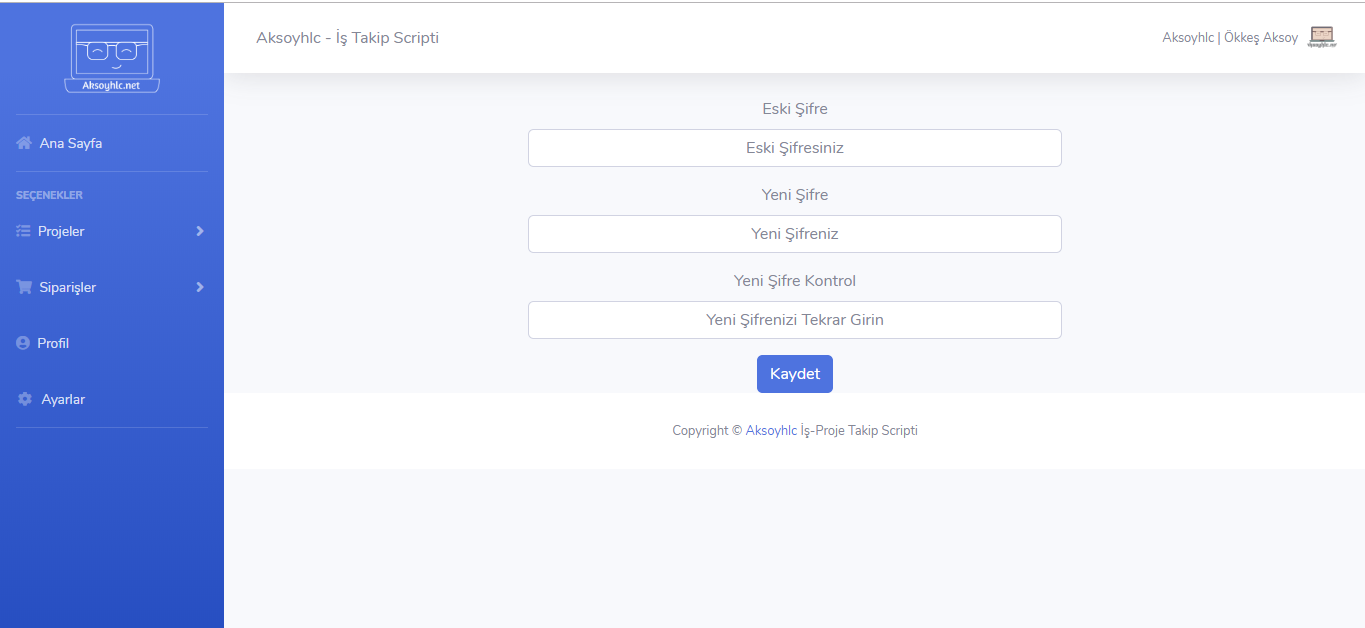 Aksoyhlc.net
Ana Sayfa
SEÇENEKLER
Projeler
Siparişler
Profil
Ayarlar
Aksoyhlc - İş Takip Scripti
Aksoyhlc | Ökkeş Aksoy
Eski Şifre
Eski Şifresiniz
Yeni Şifre
Yeni Şifreniz
Yeni Şifre Kontrol
Yeni Şifrenizi Tekrar Girin
Kaydet
Copyright © Aksoyhlc İş-Proje Takip Scripti